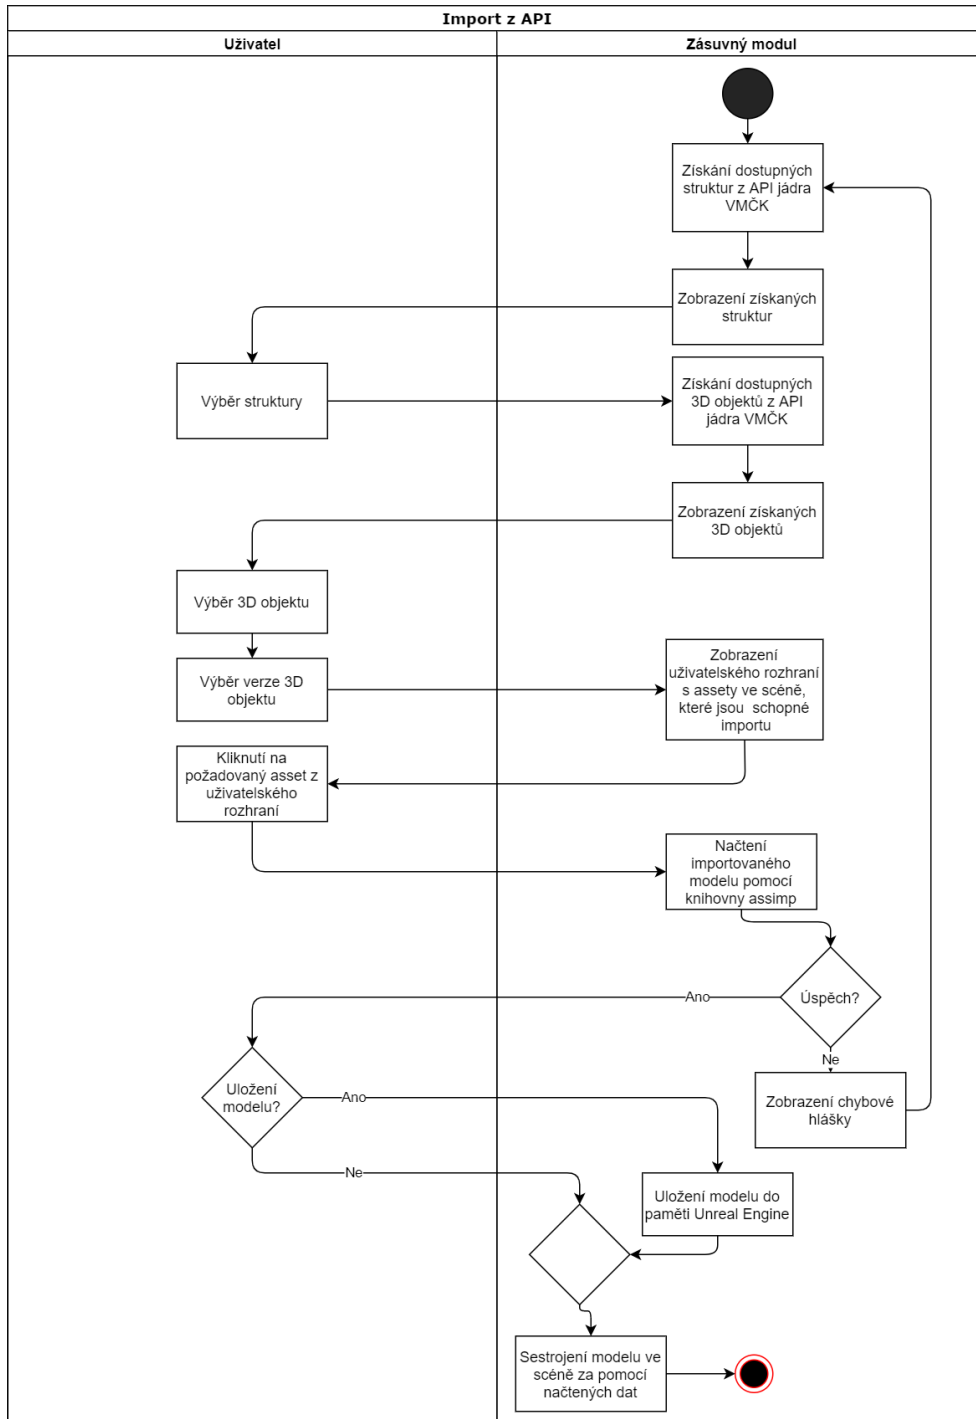 Import z API
Uživatel
Zásuvný modul
Získání dostupných
struktur z API jádra
VMČK
Zobrazení získaných
struktur
Výběr struktury
Získání dostupných
3D objektů z API
jádra VMČK
Zobrazení získaných
3D objektů
Výběr 3D objektu
Výběr verze 3D
objektu
Zobrazení
uživatelského rozhraní
s assety ve scéně,
které jsou schopné
importu
Kliknutí na
požadovaný asset z
uživatelského
rozhraní
Načtení
importovaného
modelu pomocí
knihovny assimp
Úspěch?
Ano
Ne
Zobrazení chybové
hlášky
Uložení
modelu?
Ano
Ne
Uložení modelu do
paměti Unreal Engine
Sestrojení modelu ve
scéně za pomocí
načtených dat